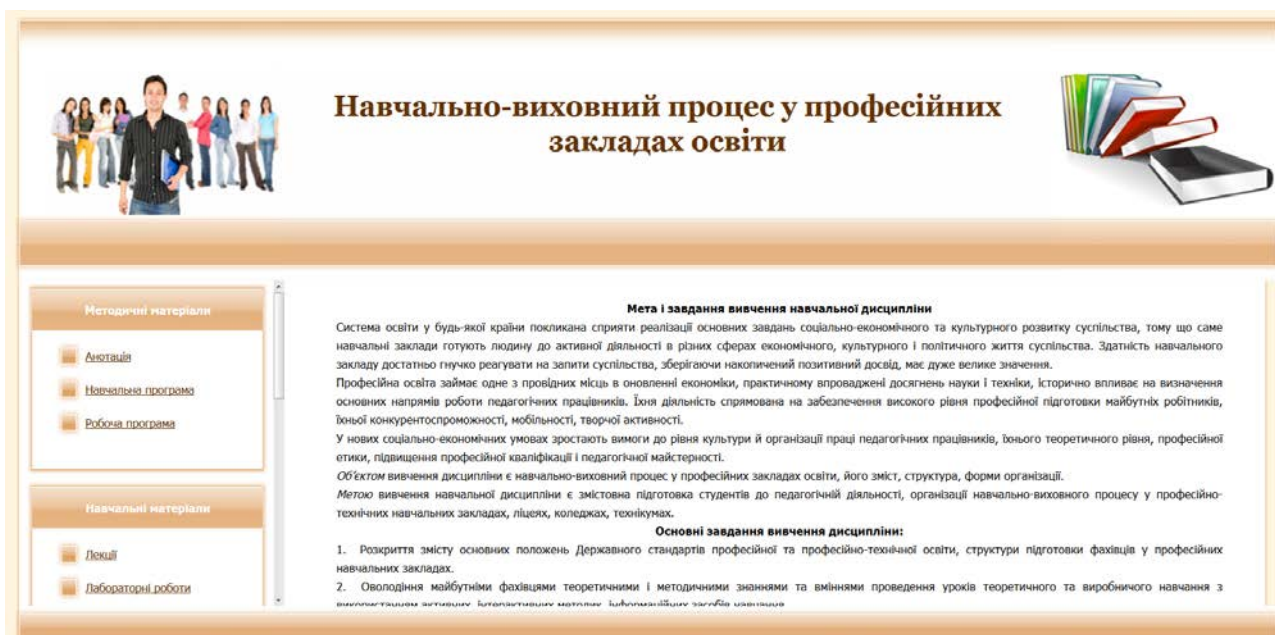 Навчально-виховний процес у професійних
закладах освіти
Методичні матеріали
Анотація
Навчальна програма
Робоча програма
Навчальні матеріали
Лекції
Лабораторні роботи
Мета і завдання вивчення навчальної дисципліни
Система освіти у будь-якої країни покликана сприяти реалізації основних завдань соціально-економічного та культурного розвитку суспільства, тому що саме
навчальні заклади готують людину до активної діяльності в різних сферах економічного, культурного і політичного життя суспільства. Здатність навчального
закладу достатньо гнучко реагувати на запити суспільства, зберігаючи накопичений позитивний досвід, має дуже велике значення.
Професійна освіта займає одне з провідних місць в оновленні економіки, практичному впроваджені досягнень науки і техніки, історично впливає на визначення
основних напрямів роботи педагогічних працівників. Їхня діяльність спрямована на забезпечення високого рівня професійної підготовки майбутніх робітників,
їхньої конкурентоспроможності, мобільності, творчої активності.
У нових соціально-економічних умовах зростають вимоги до рівня культури й організації праці педагогічних працівників, їхнього теоретичного рівня, професійної
етики, підвищення професійної кваліфікації і педагогічної майстерності.
Об'єктом вивчення дисципліни є навчально-виховний процес у професійних закладах освіти, його зміст, структура, форми організації.
Метою вивчення навчальної дисципліни є змістовна підготовка студентів до педагогічній діяльності, організації навчально-виховного процесу у професійно-
технічних навчальних закладах, ліцеях, коледжах, технікумах.
Основні завдання вивчення дисципліни:
1. Розкриття змісту основних положень Державного стандартів професійної та професійно-технічної освіти, структури підготовки фахівців у професійних
навчальних закладах.
2. Оволодіння майбутніми фахівцями теоретичними і методичними знаннями та вміннями проведення уроків теоретичного та виробничого навчання з
використанням активних, інтерактивних методик, інформаційних засобів навчання.